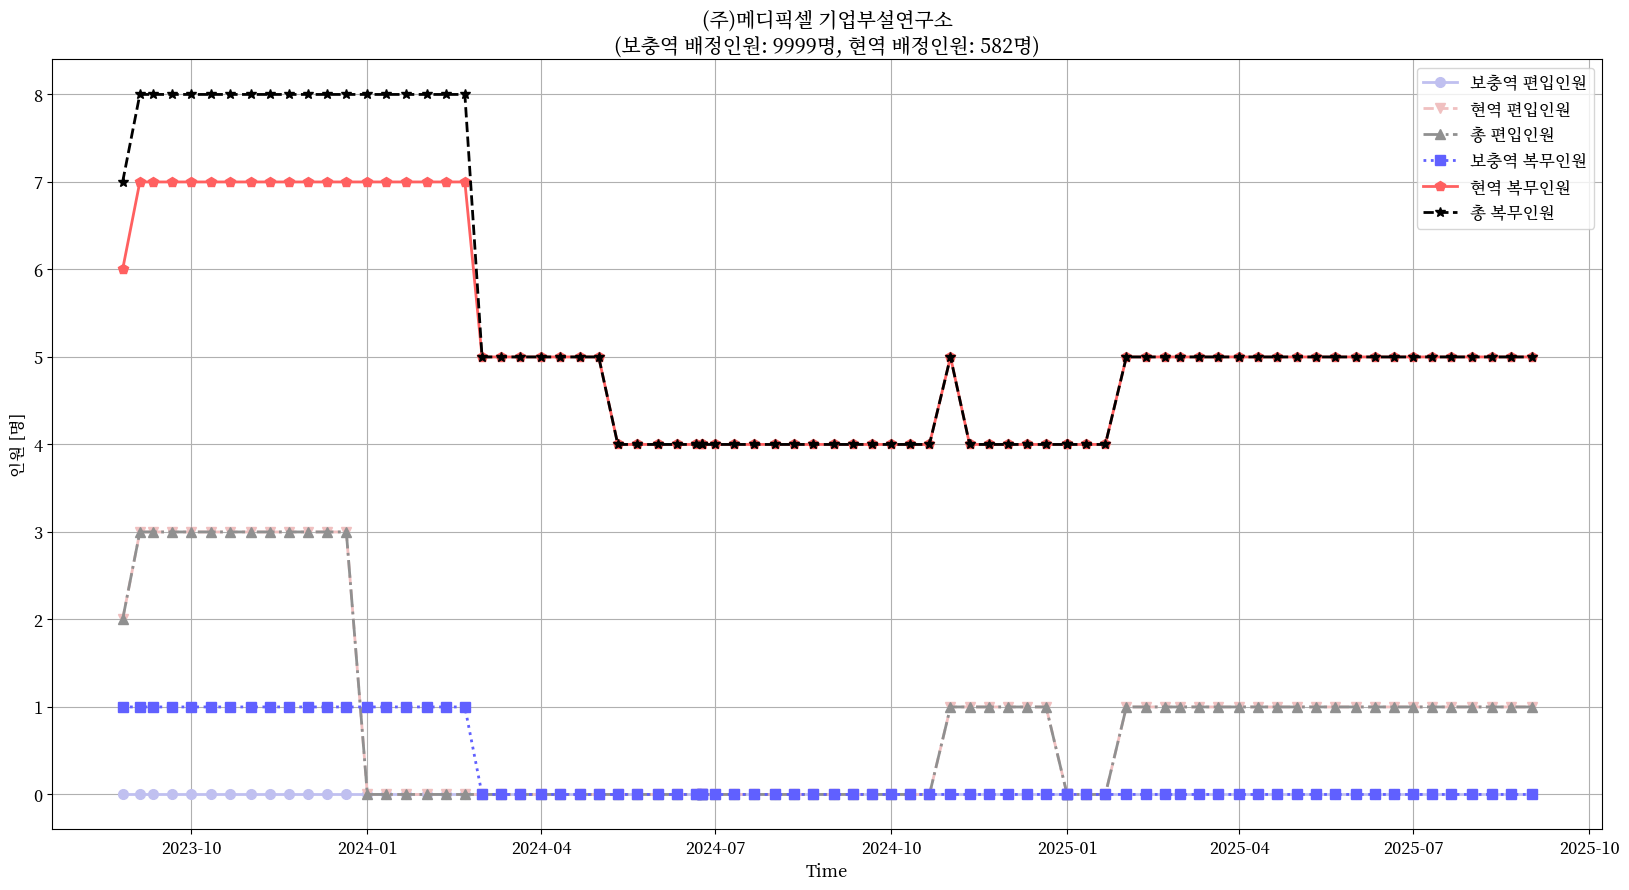 (주)메디픽셀 기업부설연구소
(보충역 배정인원: 9999명, 현역 배정인원: 582명)
보충역 편입인원
현역 편입인원
총 편입인원
보충역 복무인원
현역 복무인원
총 복무인원
인원 [명]
8
7
6
5
4
3
2
1
0
2023-10
2024-01
2024-04
2024-07
2024-10
2025-01
2025-04
2025-07
2025-10
Time